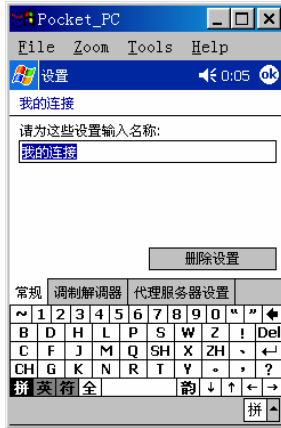 Pocket_PC
File Zoom Tools Help
设置 0:05 ok
我的连接
请为这些设置输入名称:
我的连接
删除设置
常规 调制解调器 代理服务器设置
~ 1 2 3 4 5 6 7 8 9 0 “ ”
B D H L P S W Z ! Del
C F J M Q SH X ZH 、
CH G K N R T Y 。 , ?
拼 英 符 全 韵 ↓ ↑ ← →
拼